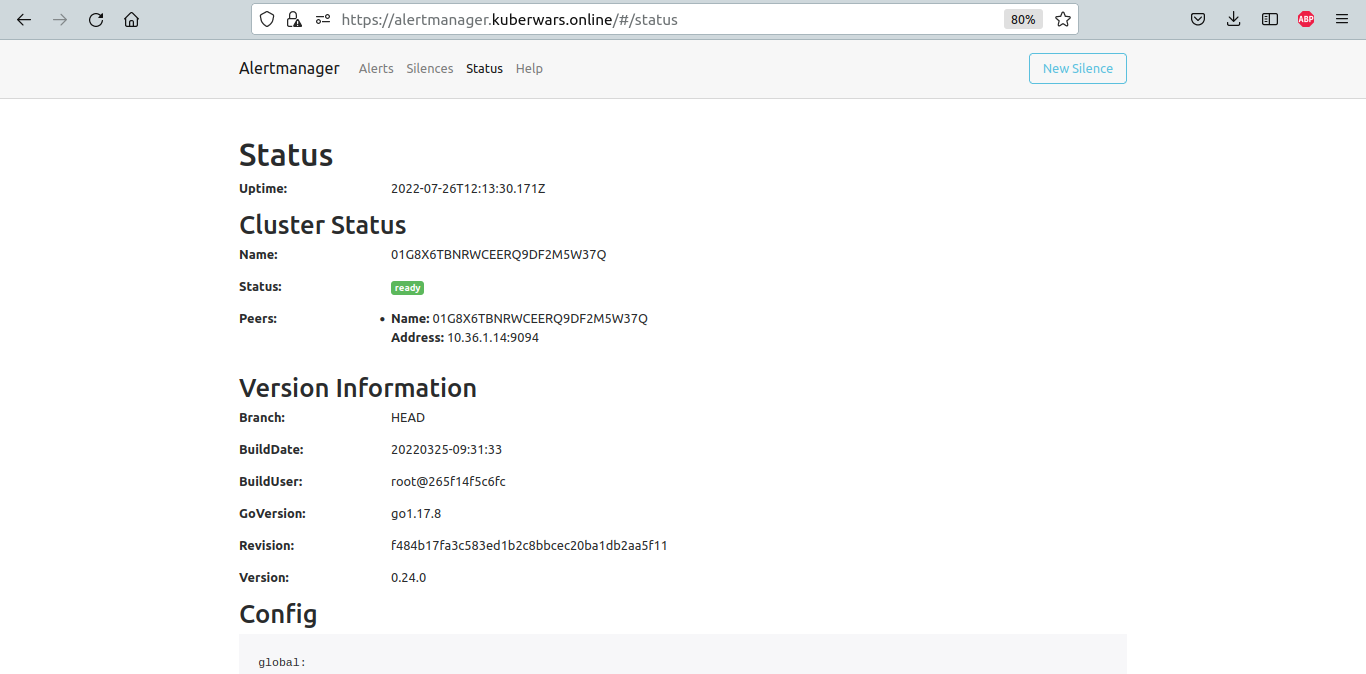 https://alertmanager.kuberwars.online/#/status
80%
ABP
Alertmanager Alerts Silences Status Help New Silence
Status
Uptime: 2022-07-26T12:13:30.171Z
Cluster Status
Name: 01G8X6TBNRWCEERQ9DF2M5W37Q
Status: ready
Peers: • Name: 01G8X6TBNRWCEERQ9DF2M5W37Q
Address: 10.36.1.14:9094
Version Information
Branch: HEAD
BuildDate: 20220325-09:31:33
BuildUser: root@265f14f5c6fc
GoVersion: go1.17.8
Revision: f484b17fa3c583ed1b2c8bbcec20ba1db2aa5f11
Version: 0.24.0
Config
global: